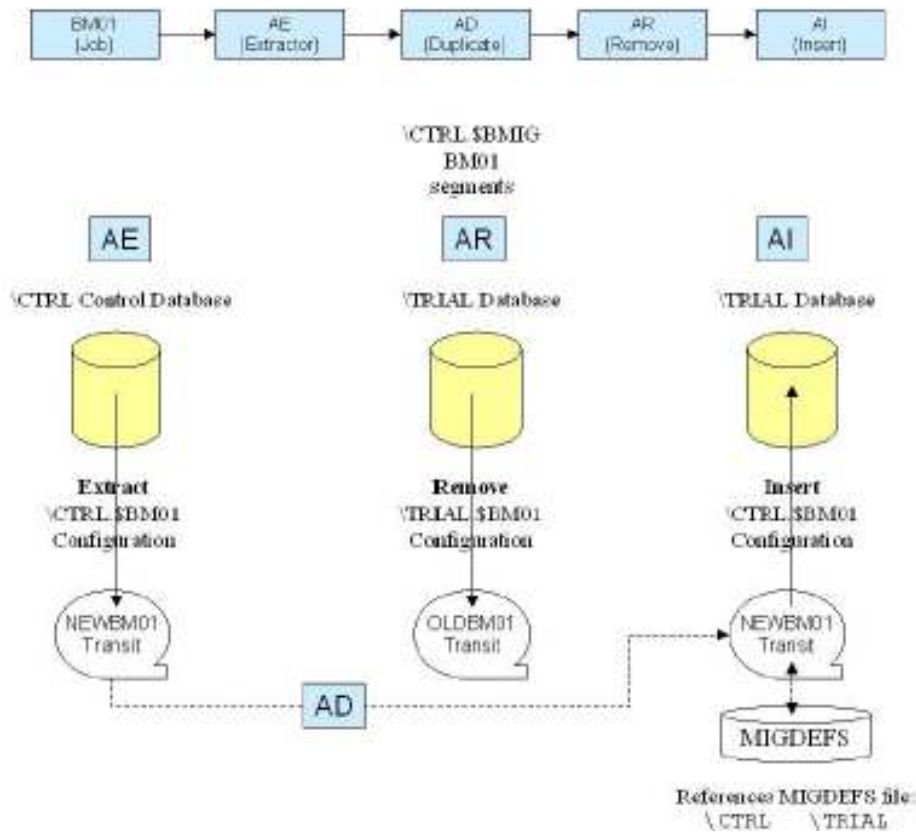 BM01
(Job)
AE
(Extractor)
AD
(Duplicate)
AR
(Remove)
AI
(Insert)
\CTRL.$BMIG
BM01
segments
AE
AR
AI
\CTRL Control Database
\TRIAL Database
\TRIAL Database
Extract
\CTRL.$BM01
Configuration
Remove
\TRIAL.$BM01
Configuration
Insert
\CTRL.$BM01
Configuration
NEWBM01
Transit
OLDBM01
Transit
NEWBM01
Transit
AD
MIGDEFS
References MIGDEFS file:
\CTRL \TRIAL